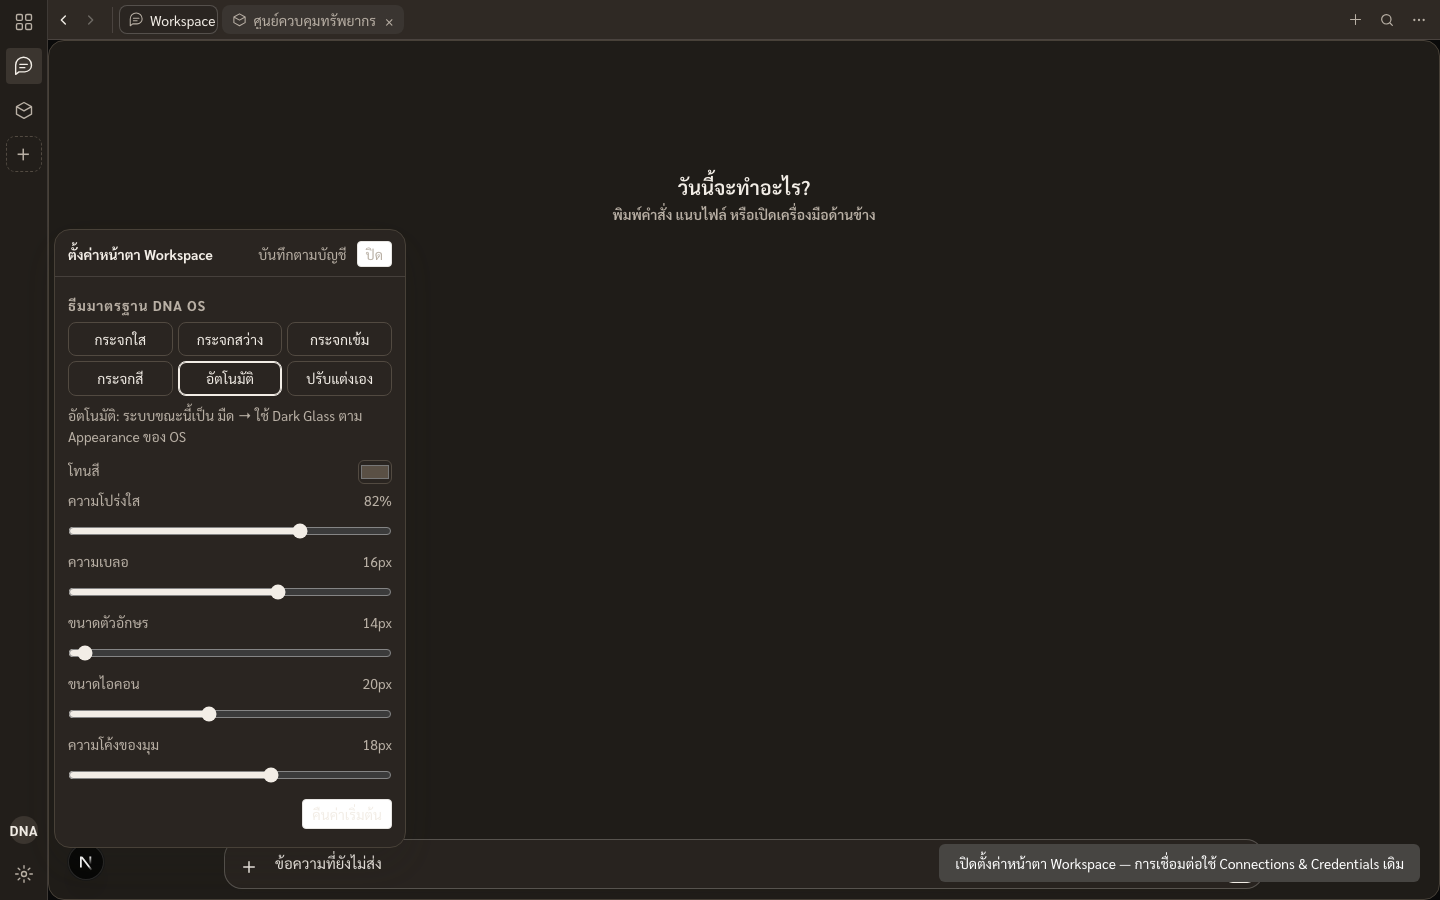 Workspace
ศูนย์ควบคุมทรัพยากร ×
วันนี้จะทำอะไร?
พิมพ์คำสั่ง แนบไฟล์ หรือเปิดเครื่องมือด้านข้าง
ตั้งค่าหน้าตา Workspace
บันทึกตามบัญชี
ปิด
ธีมมาตรฐาน DNA OS
กระจกใส
กระจกสว่าง
กระจกเข้ม
กระจกสี
อัตโนมัติ
ปรับแต่งเอง
อัตโนมัติ: ระบบขณะนี้เป็น มืด → ใช้ Dark Glass ตาม
Appearance ของ OS
โทนสี
ความโปร่งใส 82%
ความเบลอ 16px
ขนาดตัวอักษร 14px
ขนาดไอคอน 20px
ความโค้งของมุม 18px
คืนค่าเริ่มต้น
DNA
N
ข้อความที่ยังไม่ส่ง
เปิดตั้งค่าหน้าตา Workspace — การเชื่อมต่อใช้ Connections & Credentials เดิม